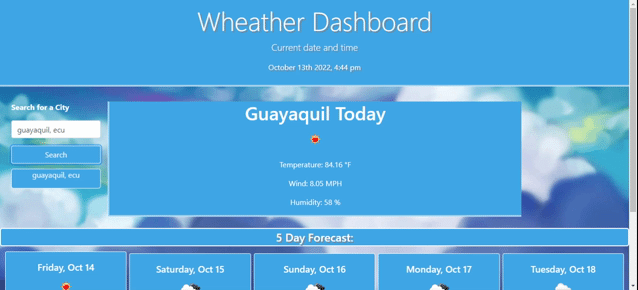 Wheather Dashboard
Current date and time
October 13th 2022, 4:44 pm
Search for a City
guayaquil, ecu
Search
guayaquil, ecu
Guayaquil Today
Temperature: 84.16 °F
Wind: 8.05 MPH
Humidity: 58 %
5 Day Forecast:
Friday, Oct 14
Saturday, Oct 15
Sunday, Oct 16
Monday, Oct 17
Tuesday, Oct 18